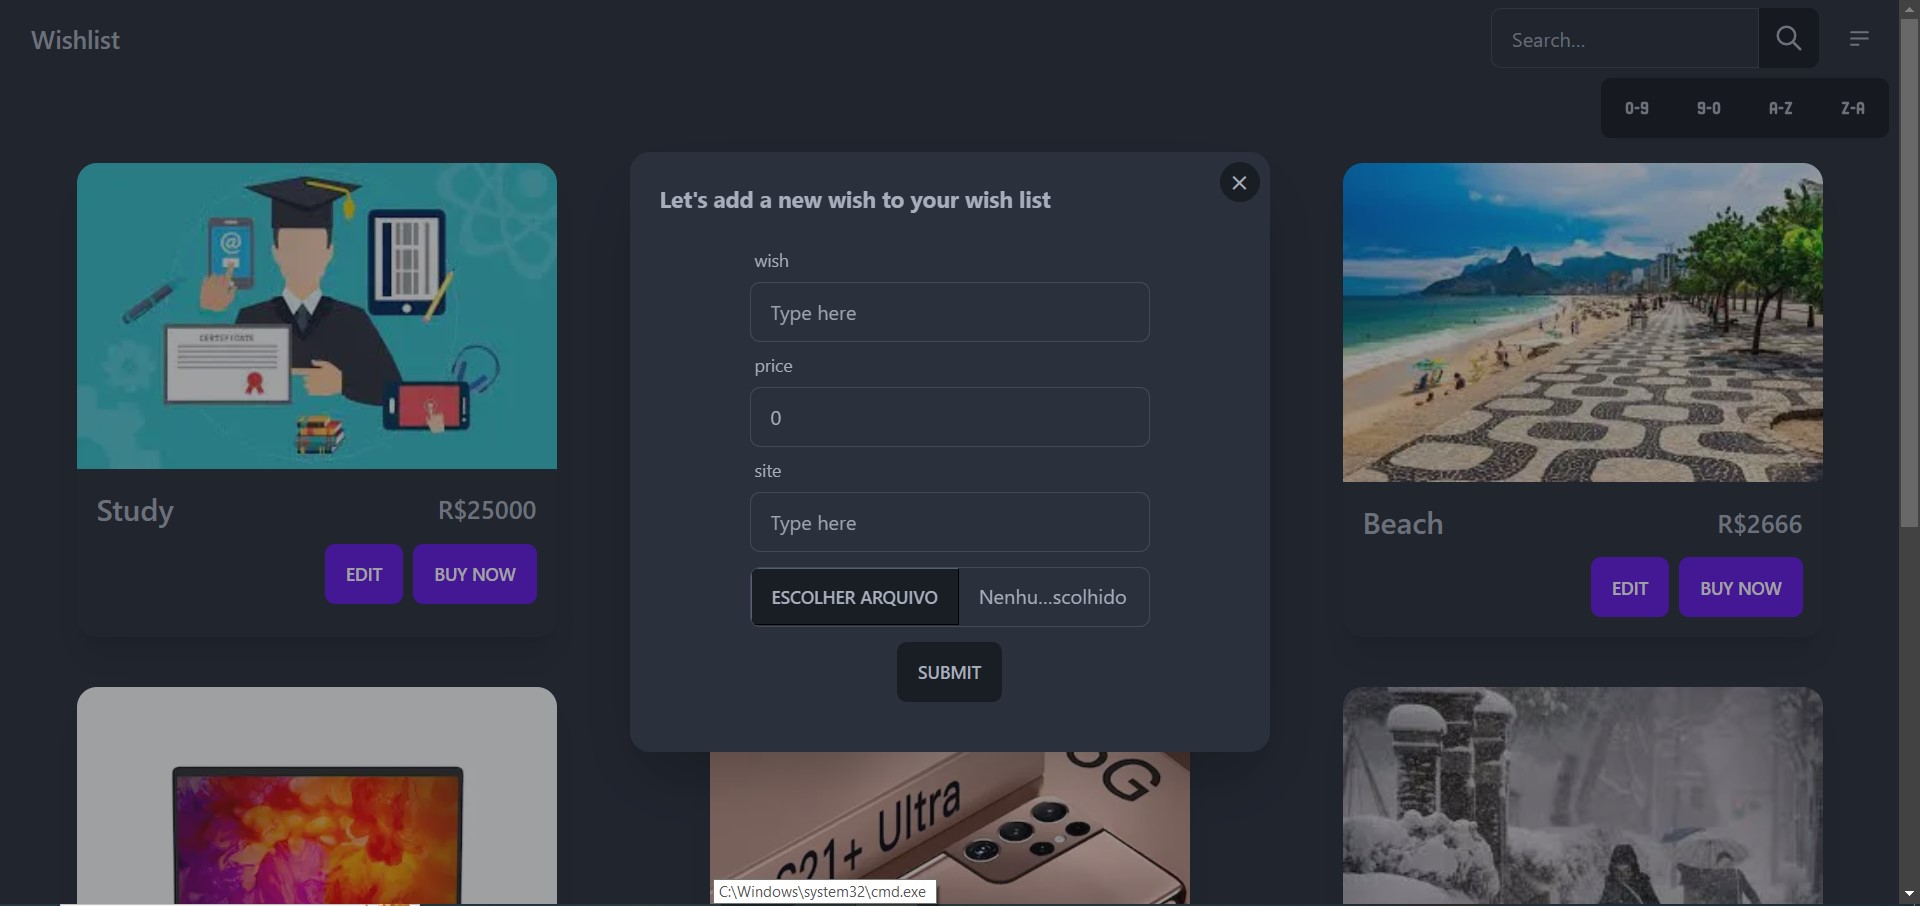 Wishlist
Search...
0-9 9-0 A-Z Z-A
Let's add a new wish to your wish list
wish
Type here
price
0
site
Type here
ESCOLHER ARQUIVO Nenhu...scolhido
SUBMIT
CERTIFICATE
@
Study R$25000
EDIT BUY NOW
Beach R$2666
EDIT BUY NOW
S21+ Ultra
5G
C:\Windows\system32\cmd.exe